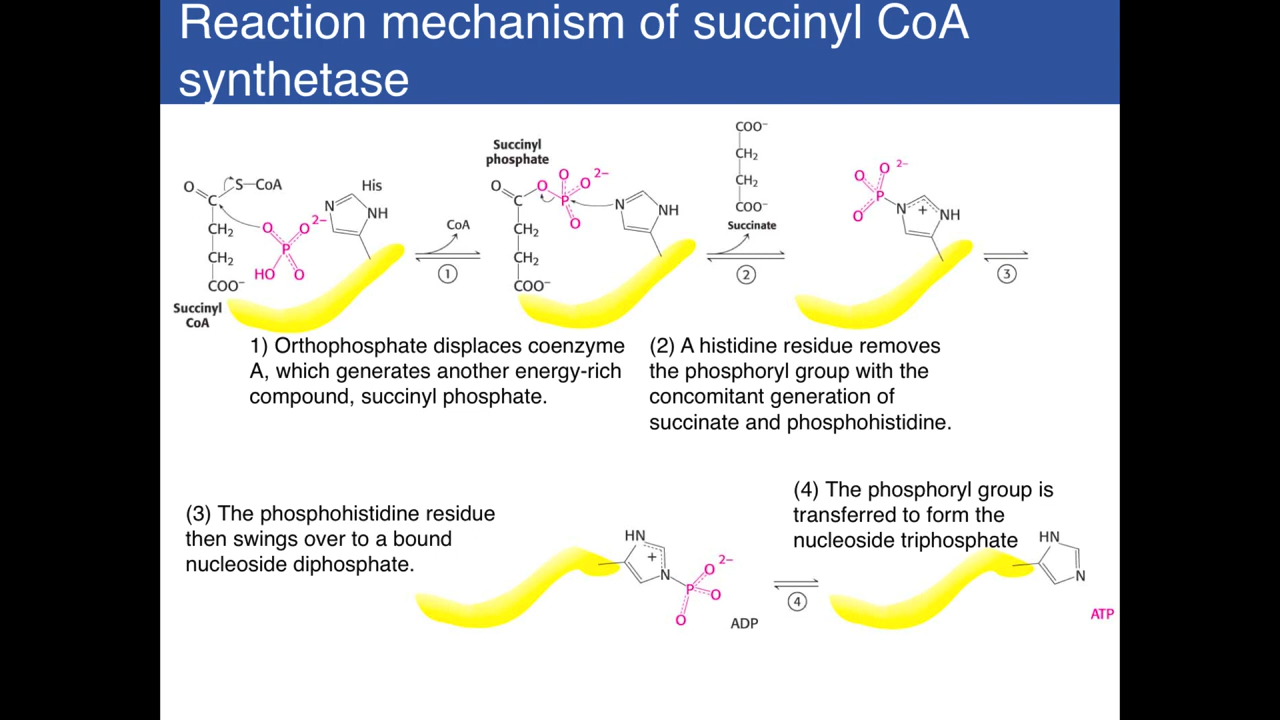 Reaction mechanism of succinyl CoA
synthetase
Succinyl
CoA
O
C
S–CoA
CH₂
CH₂
COO⁻
O
O
2–
P
HO
O
His
N
NH
CoA
1
Succinyl
phosphate
O
C
O
O
O
2–
P
O
CH₂
CH₂
COO⁻
N
NH
COO⁻
CH₂
CH₂
COO⁻
Succinate
2
O
O
2–
P
O
N
+
NH
3
1) Orthophosphate displaces coenzyme
A, which generates another energy-rich
compound, succinyl phosphate.
(2) A histidine residue removes
the phosphoryl group with the
concomitant generation of
succinate and phosphohistidine.
(3) The phosphohistidine residue
then swings over to a bound
nucleoside diphosphate.
HN
+
N
P
O
2–
O
O
ADP
4
(4) The phosphoryl group is
transferred to form the
nucleoside triphosphate
HN
N
ATP